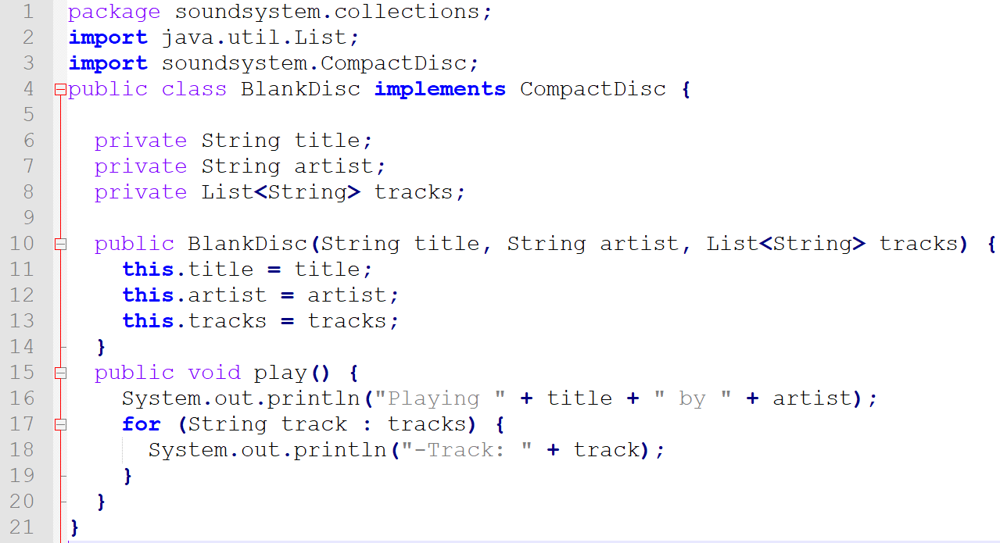 1 package soundsystem.collections;
2 import java.util.List;
3 import soundsystem.CompactDisc;
4 public class BlankDisc implements CompactDisc {
5
6   private String title;
7   private String artist;
8   private List<String> tracks;
9
10   public BlankDisc(String title, String artist, List<String> tracks) {
11     this.title = title;
12     this.artist = artist;
13     this.tracks = tracks;
14   }
15   public void play() {
16     System.out.println("Playing " + title + " by " + artist);
17     for (String track : tracks) {
18       System.out.println("-Track: " + track);
19     }
20   }
21 }